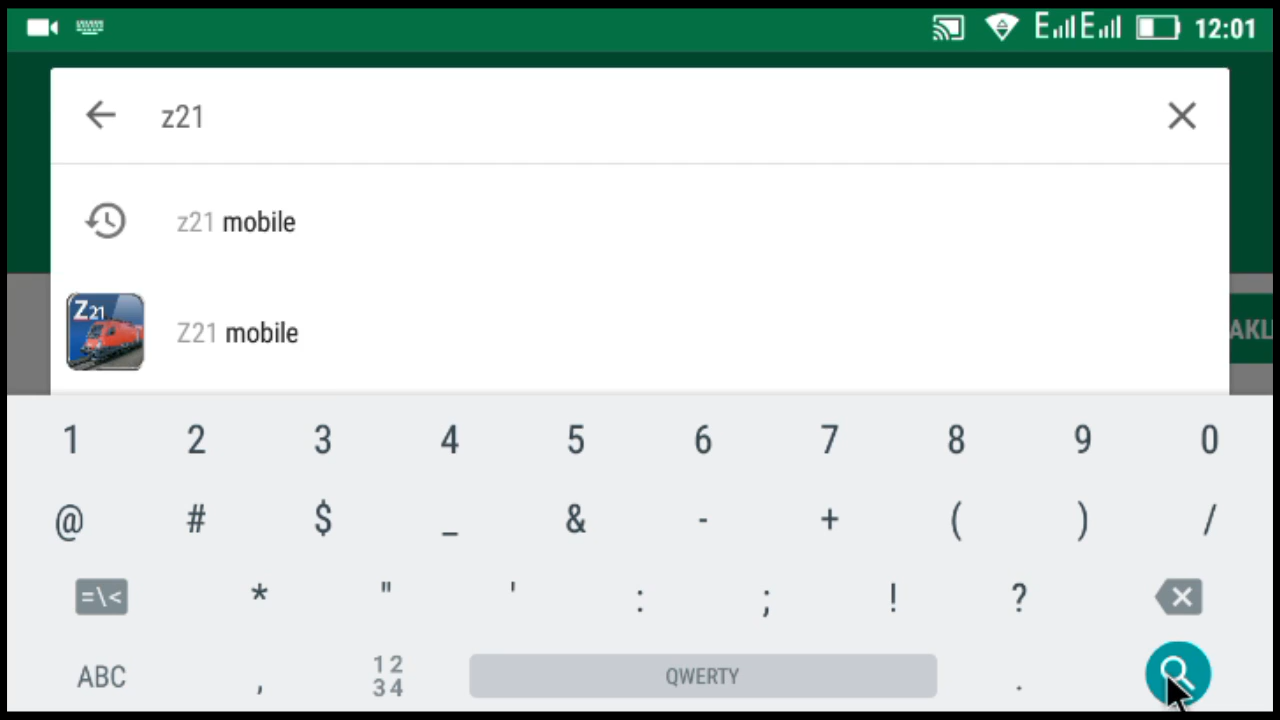 E E 12:01
z21
z21 mobile
Z21
Z21 mobile
AKU
1 2 3 4 5 6 7 8 9 0
@ # $ _ & - + ( ) /
=\< * " ' : ; ! ?
ABC , 12 34 QWERTY .